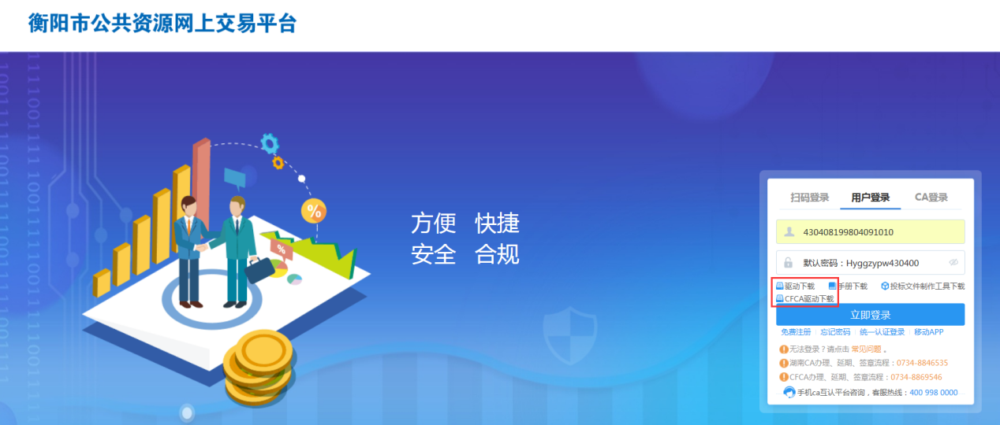 衡阳市公共资源网上交易平台
方便 快捷
安全 合规
%
%
扫码登录 用户登录 CA登录
430408199804091010
默认密码：Hyggzypw430400
驱动下载 手册下载 投标文件制作工具下载
CFCA驱动下载
立即登录
免费注册 忘记密码 统一认证登录 移动APP
无法登录？请点击 常见问题 。
湖南CA办理、延期、签章流程：0734-8846535
CFCA办理、延期、签章流程：0734-8869546
手机ca互认平台咨询，客服热线：400 998 0000